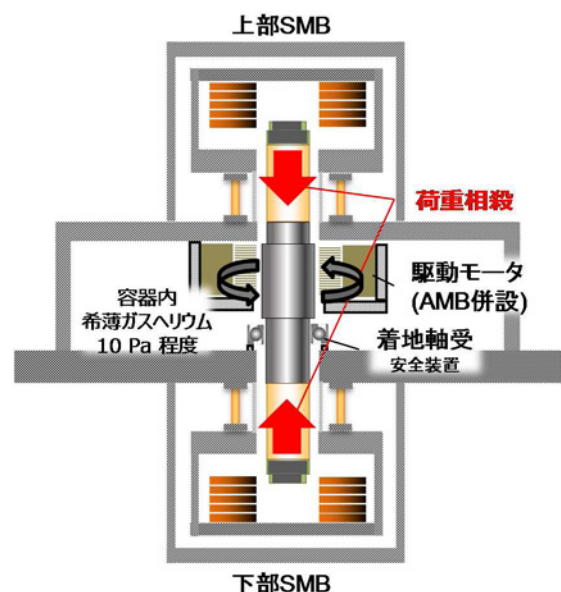 上部SMB
荷重相殺
駆動モータ
(AMB併設)
容器内
希薄ガスヘリウム
10 Pa 程度
着地軸受
安全装置
下部SMB